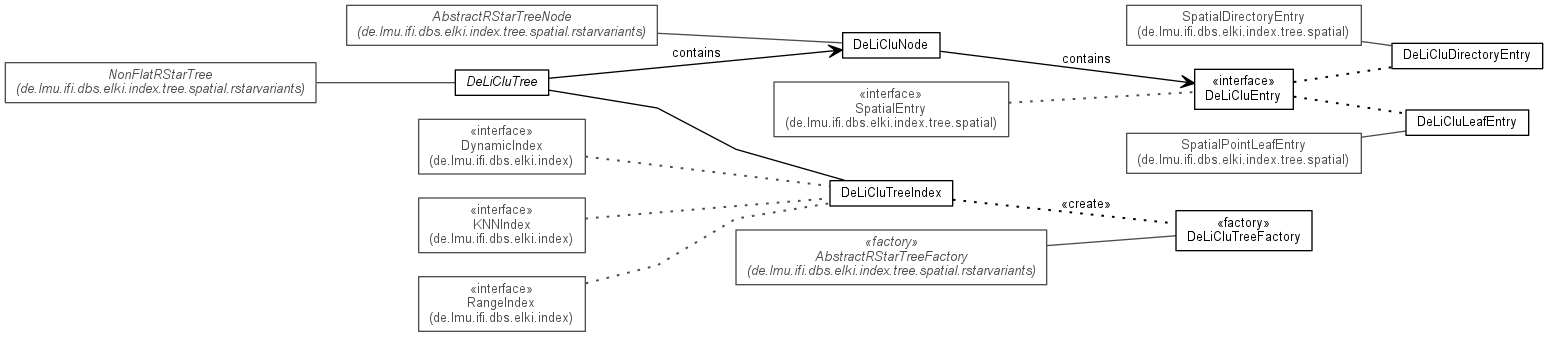 AbstractRStarTreeNode
(de.lmu.ifi.dbs.elki.index.tree.spatial.rstarvariants)
SpatialDirectoryEntry
(de.lmu.ifi.dbs.elki.index.tree.spatial)
DeLiCluNode
contains
contains
DeLiCluDirectoryEntry
NonFlatRStarTree
(de.lmu.ifi.dbs.elki.index.tree.spatial.rstarvariants)
DeLiCluTree
«interface»
DeLiCluEntry
«interface»
SpatialEntry
(de.lmu.ifi.dbs.elki.index.tree.spatial)
DeLiCluLeafEntry
«interface»
DynamicIndex
(de.lmu.ifi.dbs.elki.index)
SpatialPointLeafEntry
(de.lmu.ifi.dbs.elki.index.tree.spatial)
DeLiCluTreeIndex
«create»
«interface»
KNNIndex
(de.lmu.ifi.dbs.elki.index)
«factory»
DeLiCluTreeFactory
«factory»
AbstractRStarTreeFactory
(de.lmu.ifi.dbs.elki.index.tree.spatial.rstarvariants)
«interface»
RangeIndex
(de.lmu.ifi.dbs.elki.index)